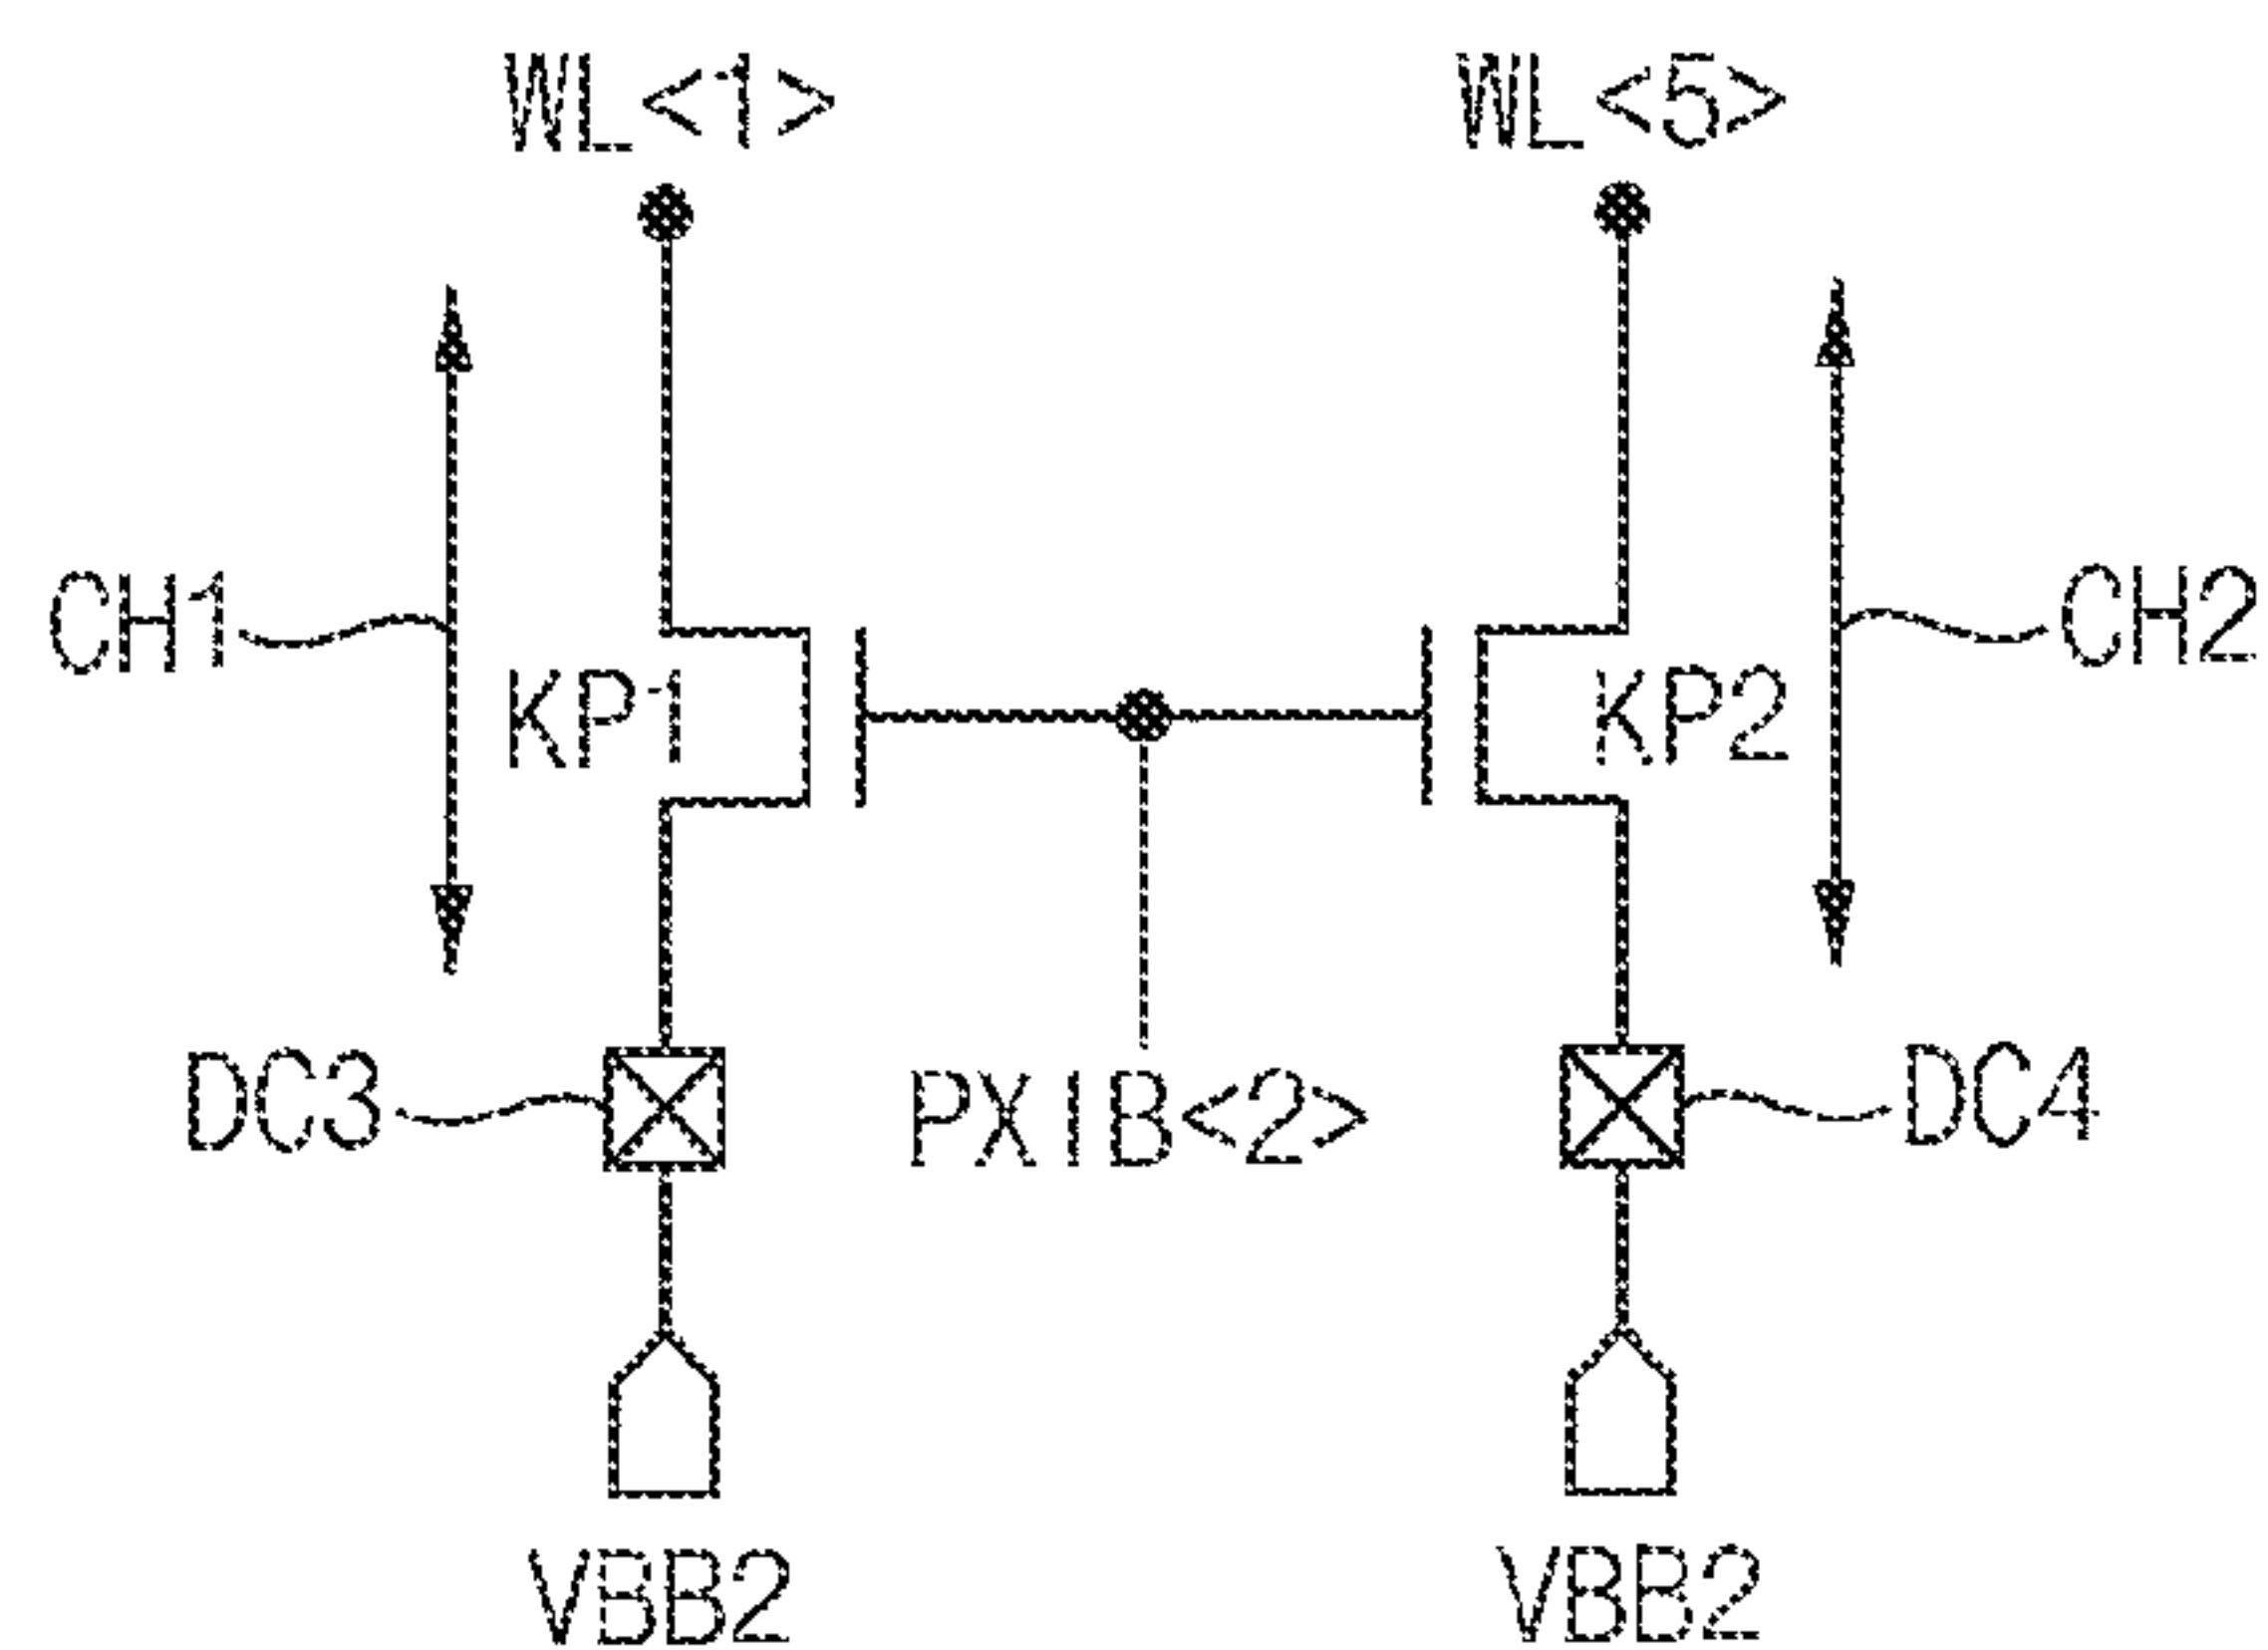 WL<1> WL<5>
CH1 CH2
KP1 KP2
DC3 PXIB<2> DC4
VBB2 VBB2